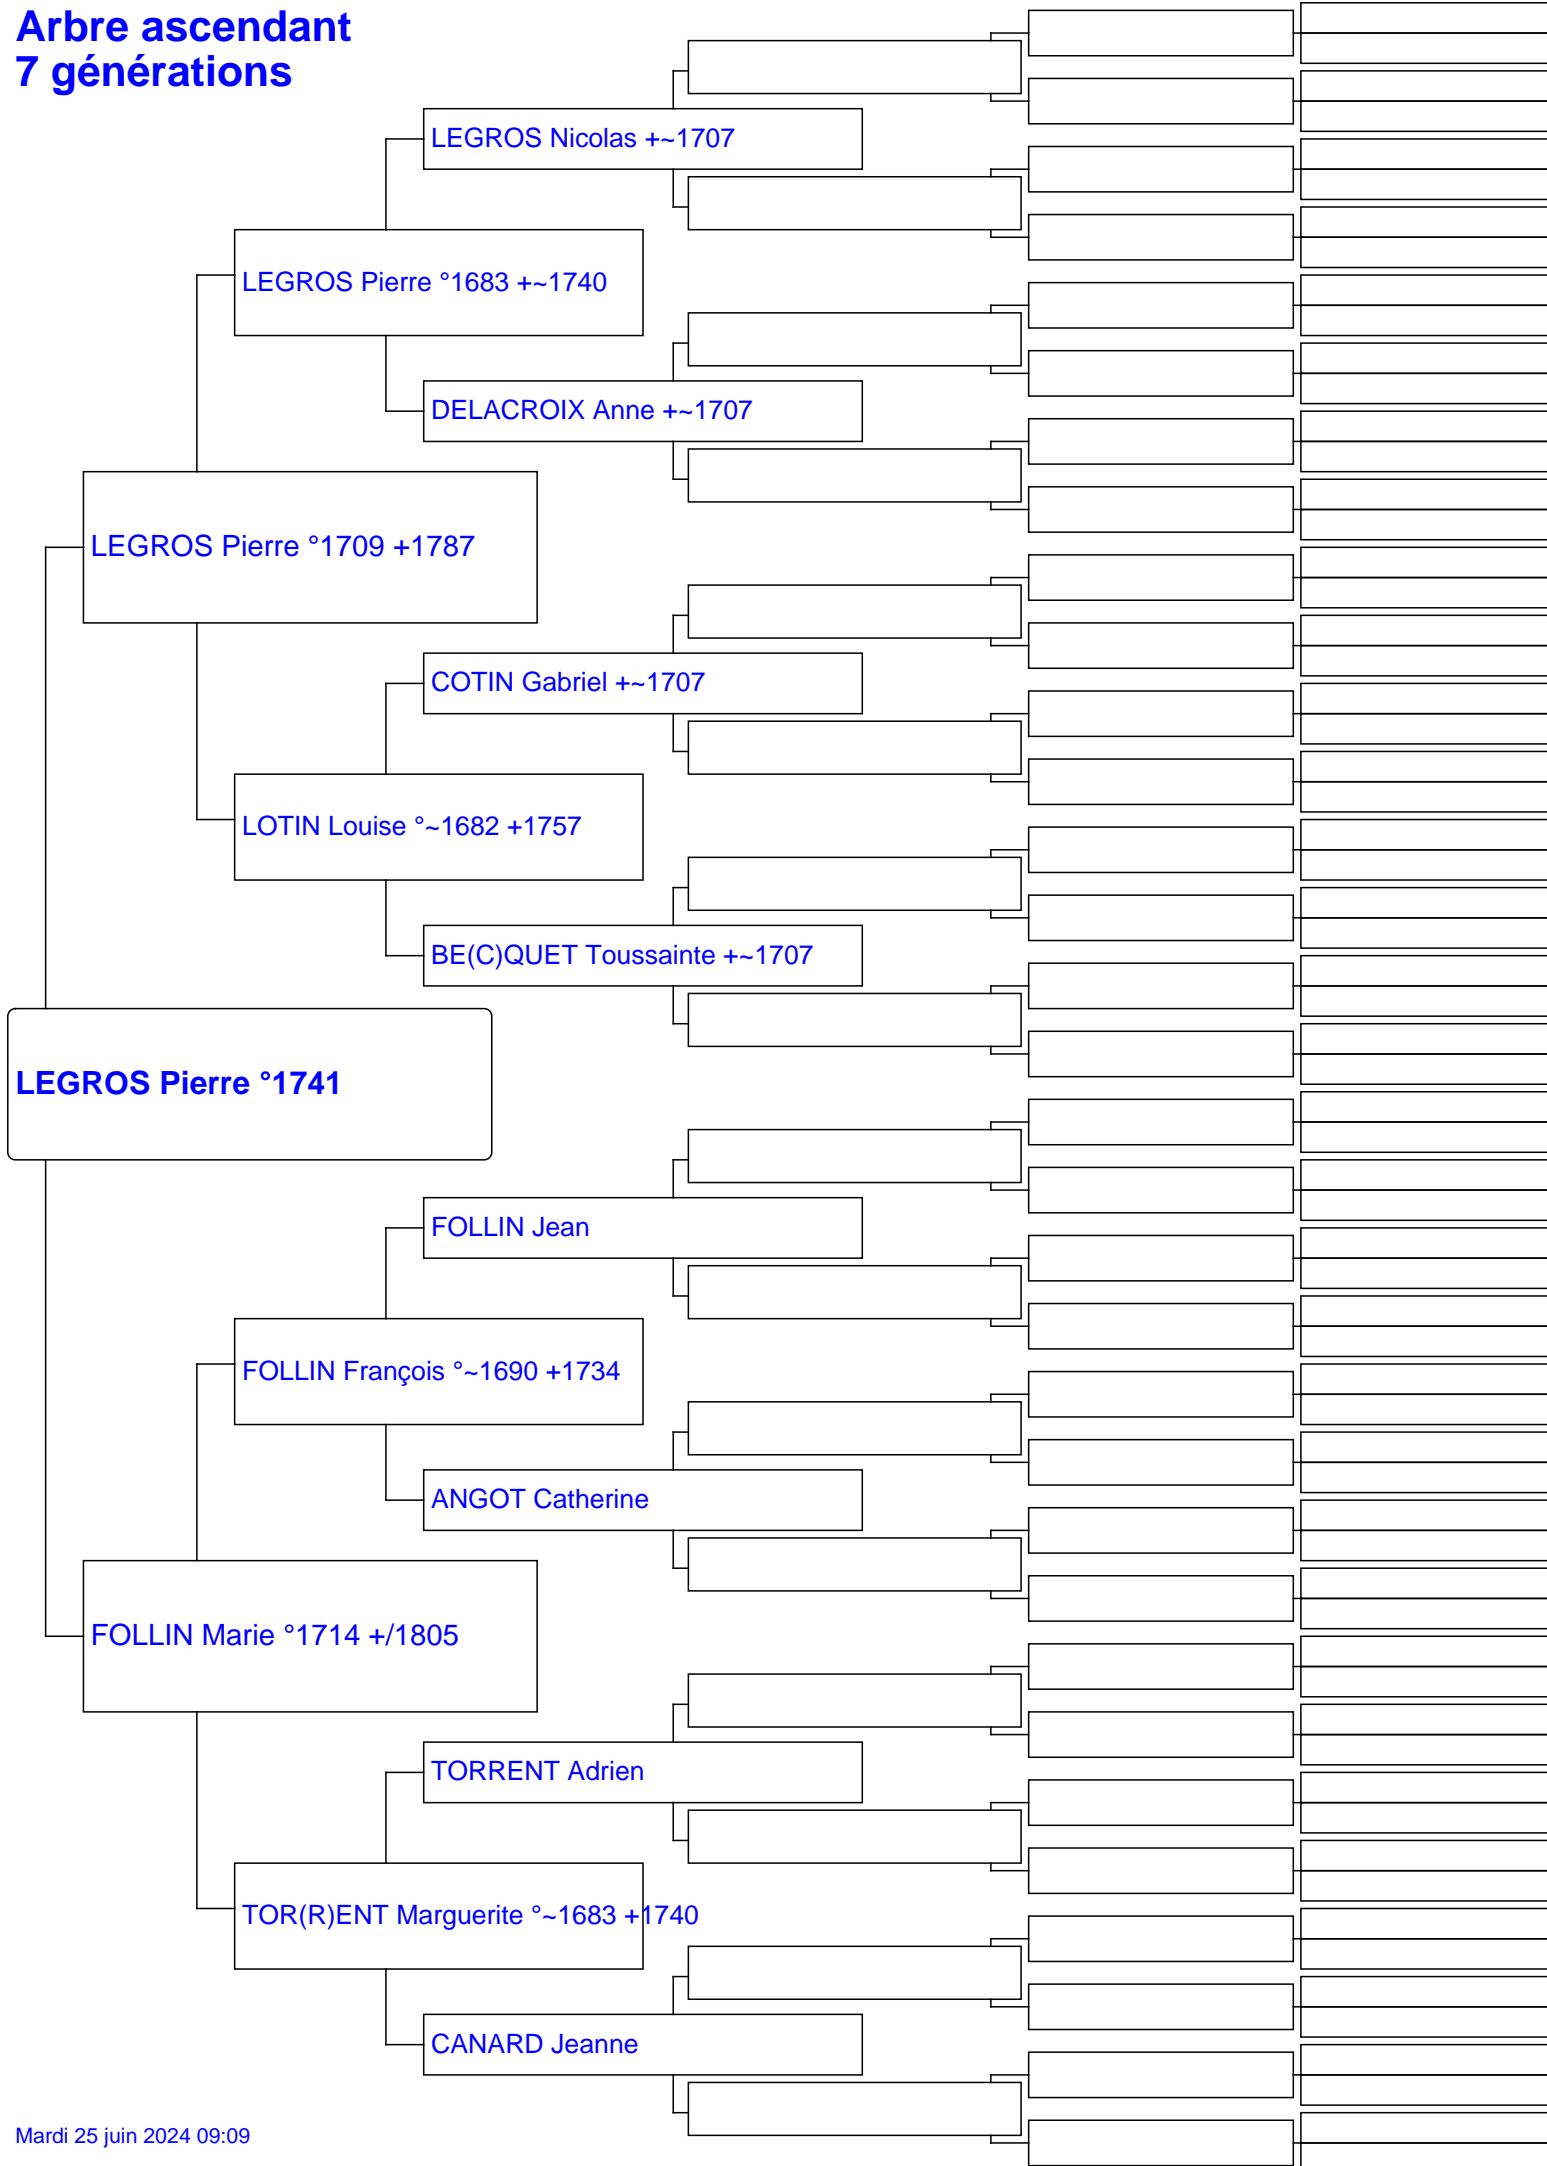 Arbre ascendant
7 générations
LEGROS Nicolas +~1707
LEGROS Pierre °1683 +~1740
DELACROIX Anne +~1707
LEGROS Pierre °1709 +1787
COTIN Gabriel +~1707
LOTIN Louise °~1682 +1757
BE(C)QUET Toussainte +~1707
LEGROS Pierre °1741
FOLLIN Jean
FOLLIN François °~1690 +1734
ANGOT Catherine
FOLLIN Marie °1714 +/1805
TORRENT Adrien
TOR(R)ENT Marguerite °~1683 +1740
CANARD Jeanne
Mardi 25 juin 2024 09:09